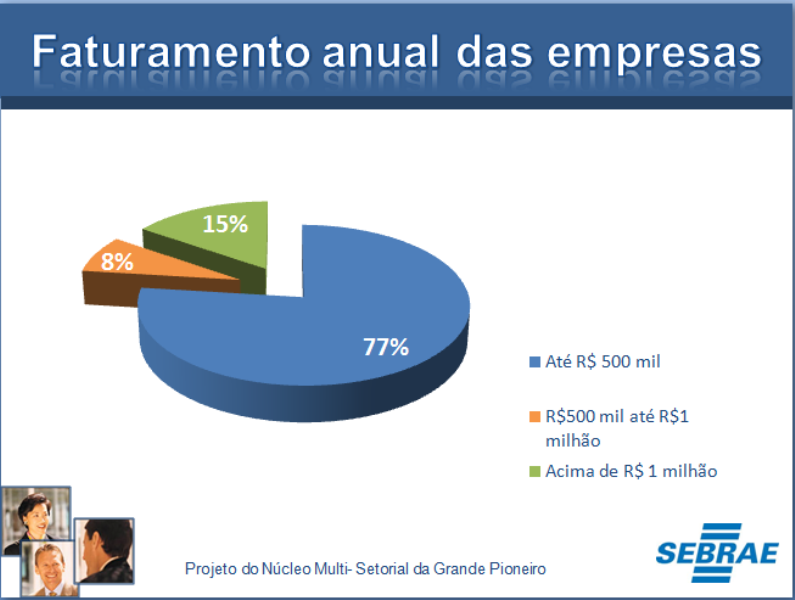 Faturamento anual das empresas
15%
8%
77%
Até R$ 500 mil
R$500 mil até R$1
milhão
Acima de R$ 1 milhão
Projeto do Núcleo Multi- Setorial da Grande Pioneiro
SEBRAE